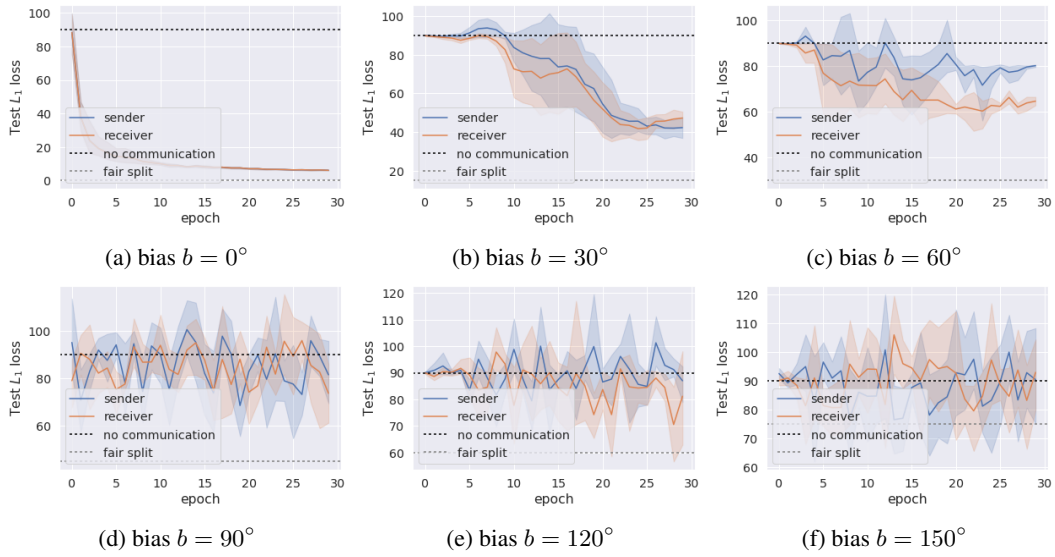 Test L₁ loss
100
80
60
40
20
0
sender
receiver
no communication
fair split
0 5 10 15 20 25 30
epoch
(a) bias b = 0°
Test L₁ loss
100
80
60
40
20
sender
receiver
no communication
fair split
0 5 10 15 20 25 30
epoch
(b) bias b = 30°
Test L₁ loss
100
80
60
40
sender
receiver
no communication
fair split
0 5 10 15 20 25 30
epoch
(c) bias b = 60°
Test L₁ loss
100
80
60
sender
receiver
no communication
fair split
0 5 10 15 20 25 30
epoch
(d) bias b = 90°
Test L₁ loss
120
110
100
90
80
70
60
sender
receiver
no communication
fair split
0 5 10 15 20 25 30
epoch
(e) bias b = 120°
Test L₁ loss
120
110
100
90
80
70
60
sender
receiver
no communication
fair split
0 5 10 15 20 25 30
epoch
(f) bias b = 150°